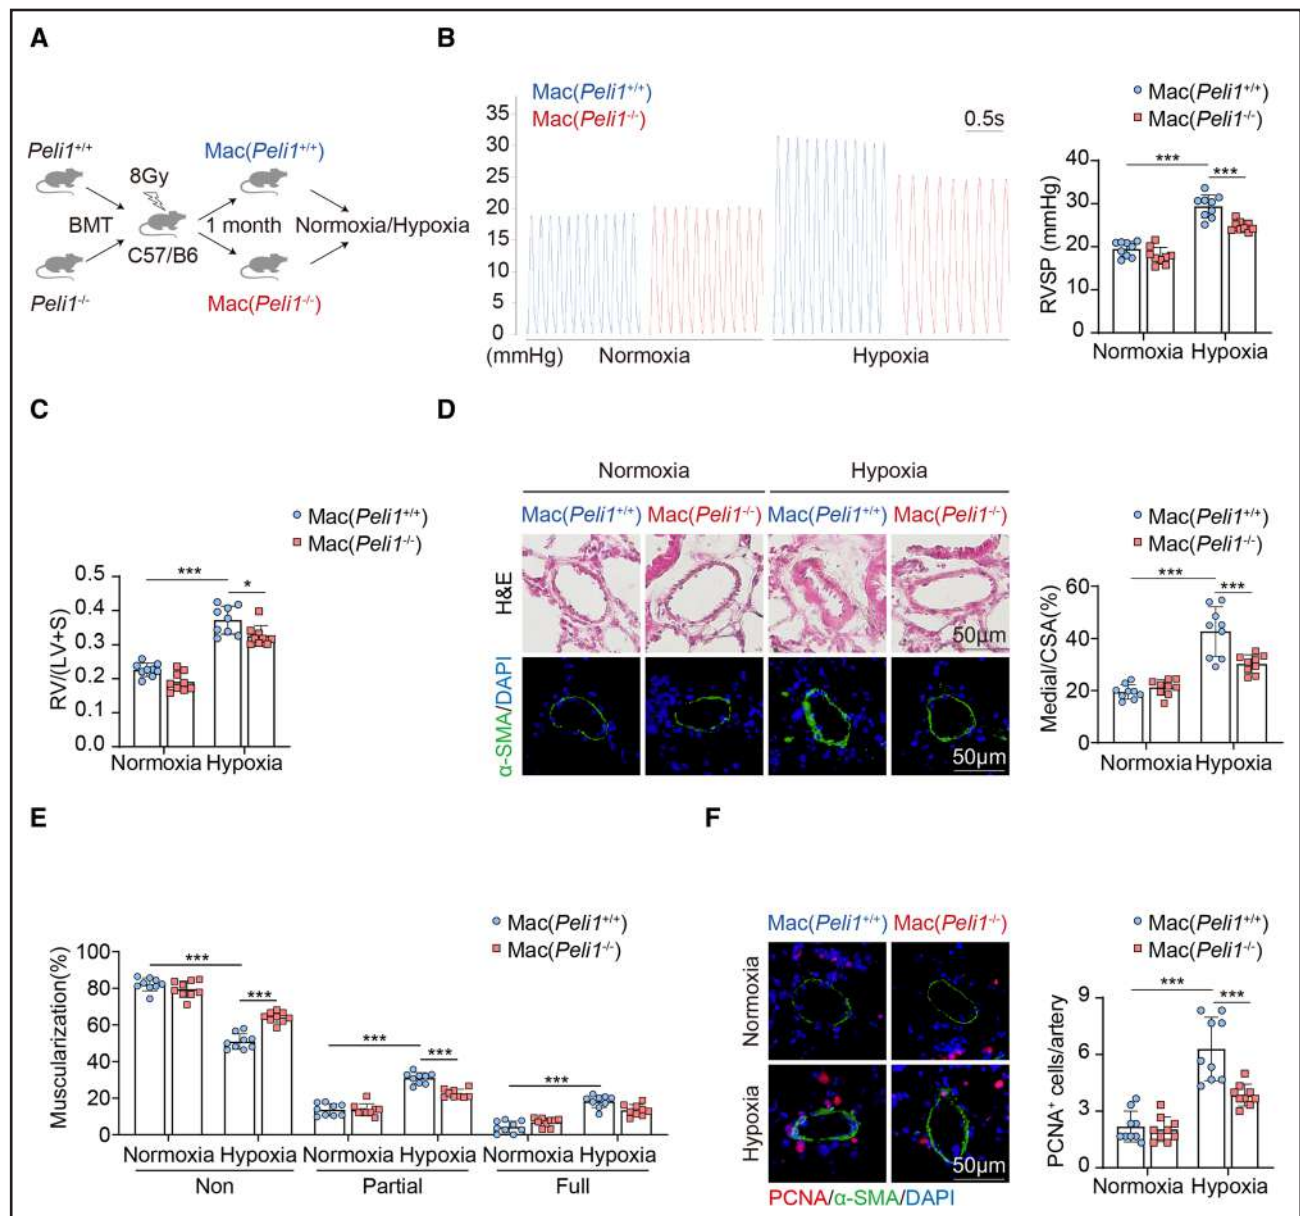 A
Peli1+/+
Mac(Peli1+/+)
8Gy
BMT
1 month
Normoxia/Hypoxia
C57/B6
Peli1-/-
Mac(Peli1-/-)
B
Mac(Peli1+/+)
Mac(Peli1-/-)
0.5s
35
30
25
20
15
10
5
0
(mmHg)
Normoxia
Hypoxia
Mac(Peli1+/+)
Mac(Peli1-/-)
RVSP (mmHg)
40
30
20
10
0
***
***
Normoxia
Hypoxia
C
Mac(Peli1+/+)
Mac(Peli1-/-)
RV/(LV+S)
0.5
0.4
0.3
0.2
0.1
0.0
***
*
Normoxia Hypoxia
D
Normoxia
Hypoxia
Mac(Peli1+/+) Mac(Peli1-/-) Mac(Peli1+/+) Mac(Peli1-/-)
H&E
50μm
α-SMA/DAPI
50μm
Mac(Peli1+/+)
Mac(Peli1-/-)
Medial/CSA(%)
60
40
20
0
***
***
Normoxia Hypoxia
E
Mac(Peli1+/+)
Mac(Peli1-/-)
Muscularization(%)
100
80
60
40
20
0
***
***
***
***
***
Normoxia Hypoxia Normoxia Hypoxia Normoxia Hypoxia
Non
Partial
Full
F
Mac(Peli1+/+) Mac(Peli1-/-)
Normoxia
Hypoxia
50μm
PCNA/α-SMA/DAPI
Mac(Peli1+/+)
Mac(Peli1-/-)
PCNA+ cells/artery
9
6
3
0
***
***
Normoxia Hypoxia